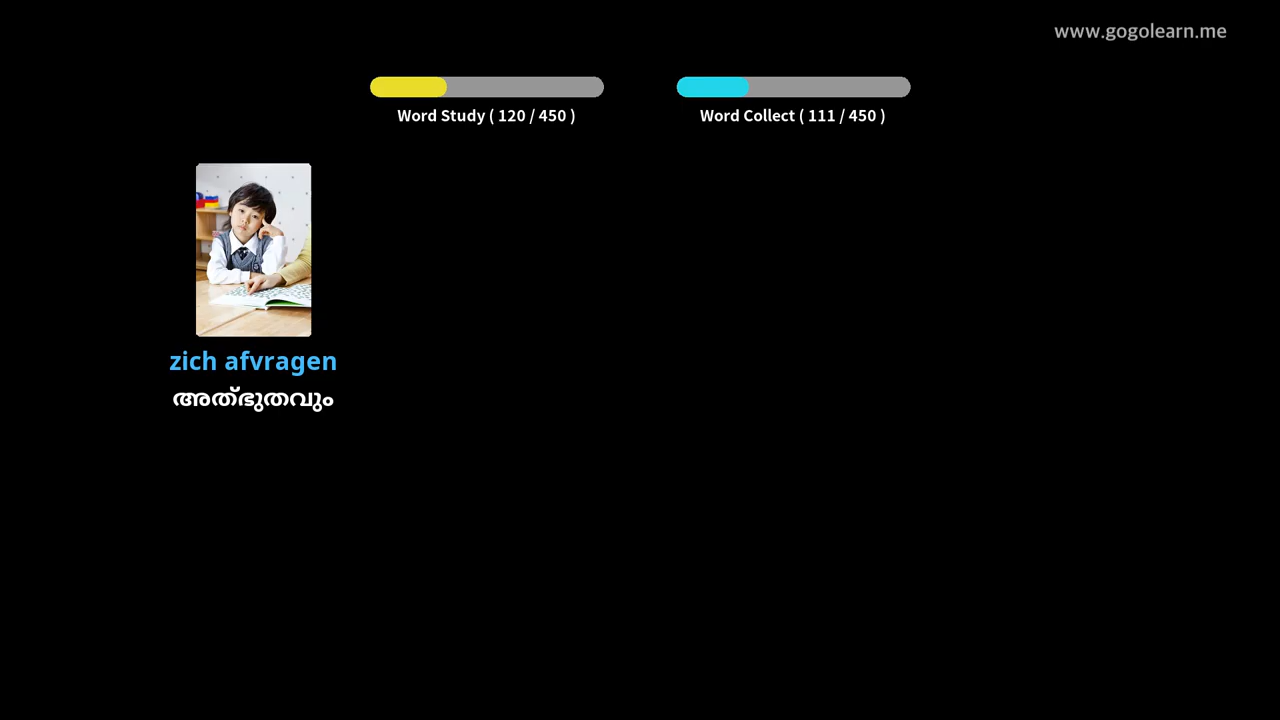 www.gogolearn.me
Word Study ( 120 / 450 )
Word Collect ( 111 / 450 )
zich afvragen
അത്ഭുതവും